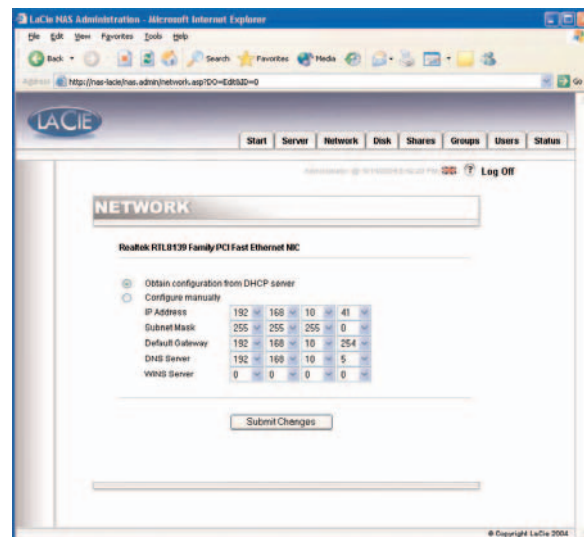 LaCie NAS Administration - Microsoft Internet Explorer
File Edit View Favorites Tools Help
Back Search Favorites Media
Address http://nas-lacie/nas.admin/network.asp?DO=Edit&ID=0 Go
LACIE
Start Server Network Disk Shares Groups Users Status
? Log Off
NETWORK
Realtek RTL8139 Family PCI Fast Ethernet NIC
Obtain configuration from DHCP server
Configure manually
IP Address 192 168 10 41
Subnet Mask 255 255 255 0
Default Gateway 192 168 10 254
DNS Server 192 168 10 5
WINS Server 0 0 0 0
Submit Changes
© Copyright LaCie 2004